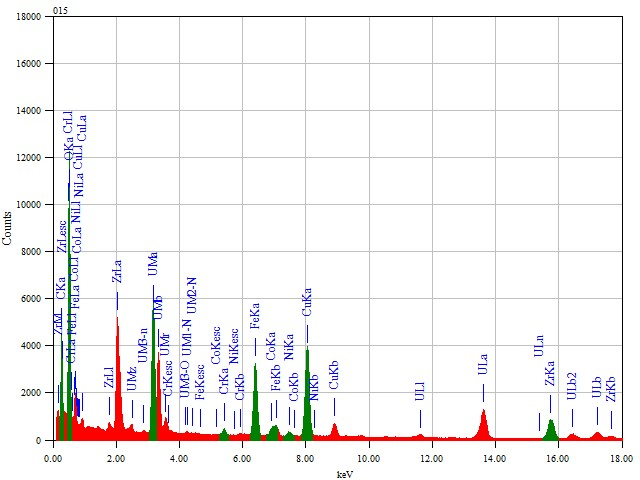 015
18000
16000
14000
12000
10000
8000
6000
4000
2000
0
Counts
0.00
2.00
4.00
6.00
8.00
10.00
12.00
14.00
16.00
18.00
keV
ZrM
CKa
ZrLesc
OKa CrLl
CrLa FeLl
FeLa CoLl
CoLa NiLl
NiLa CuLl
CuLa
ZrLl
ZrLa
UMz
UM3-n
UMa
UMb
UMr
CrKesc
UM3-O
UM1-N
UM2-N
FeKesc
CoKesc
CrKa
NiKesc
CrKb
FeKa
CoKa
FeKb
NiKa
CoKb
CuKa
NiKb
CuKb
ULl
ULa
ULn
ZrKa
ULb2
ULb
ZrKb